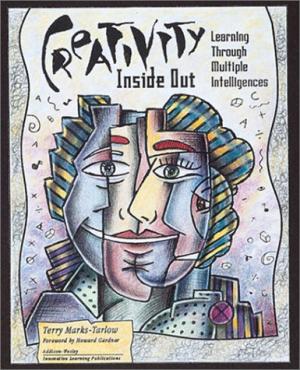 CREATIVITY
Inside Out
Learning
Through
Multiple
Intelligences
Terry Marks-Tarlow
Foreword by Howard Gardner
Addison-Wesley
Innovative Learning Publications